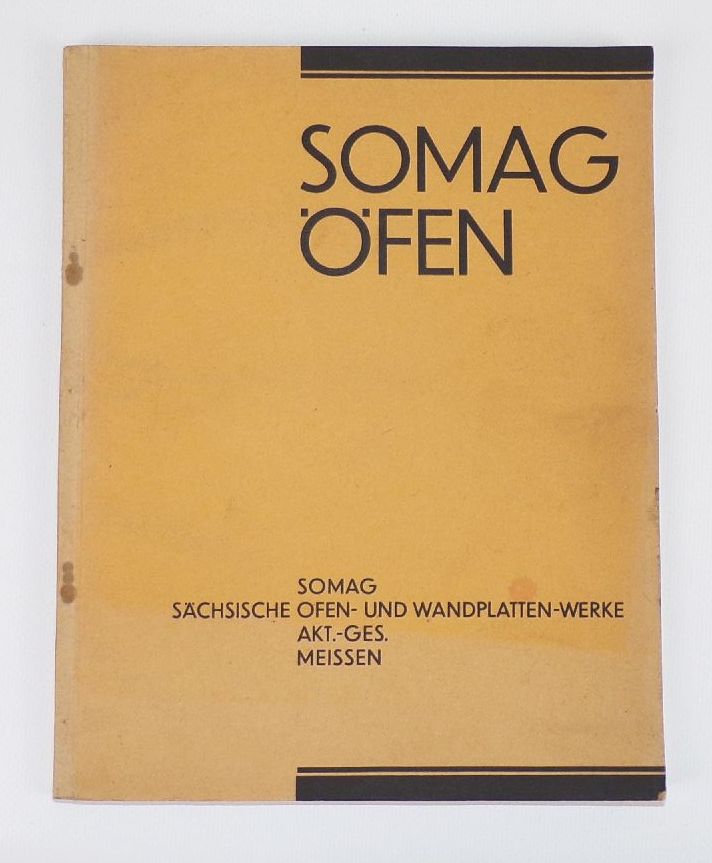 SOMAG
ÖFEN
SOMAG
SÄCHSISCHE OFEN- UND WANDPLATTEN-WERKE
AKT.-GES.
MEISSEN